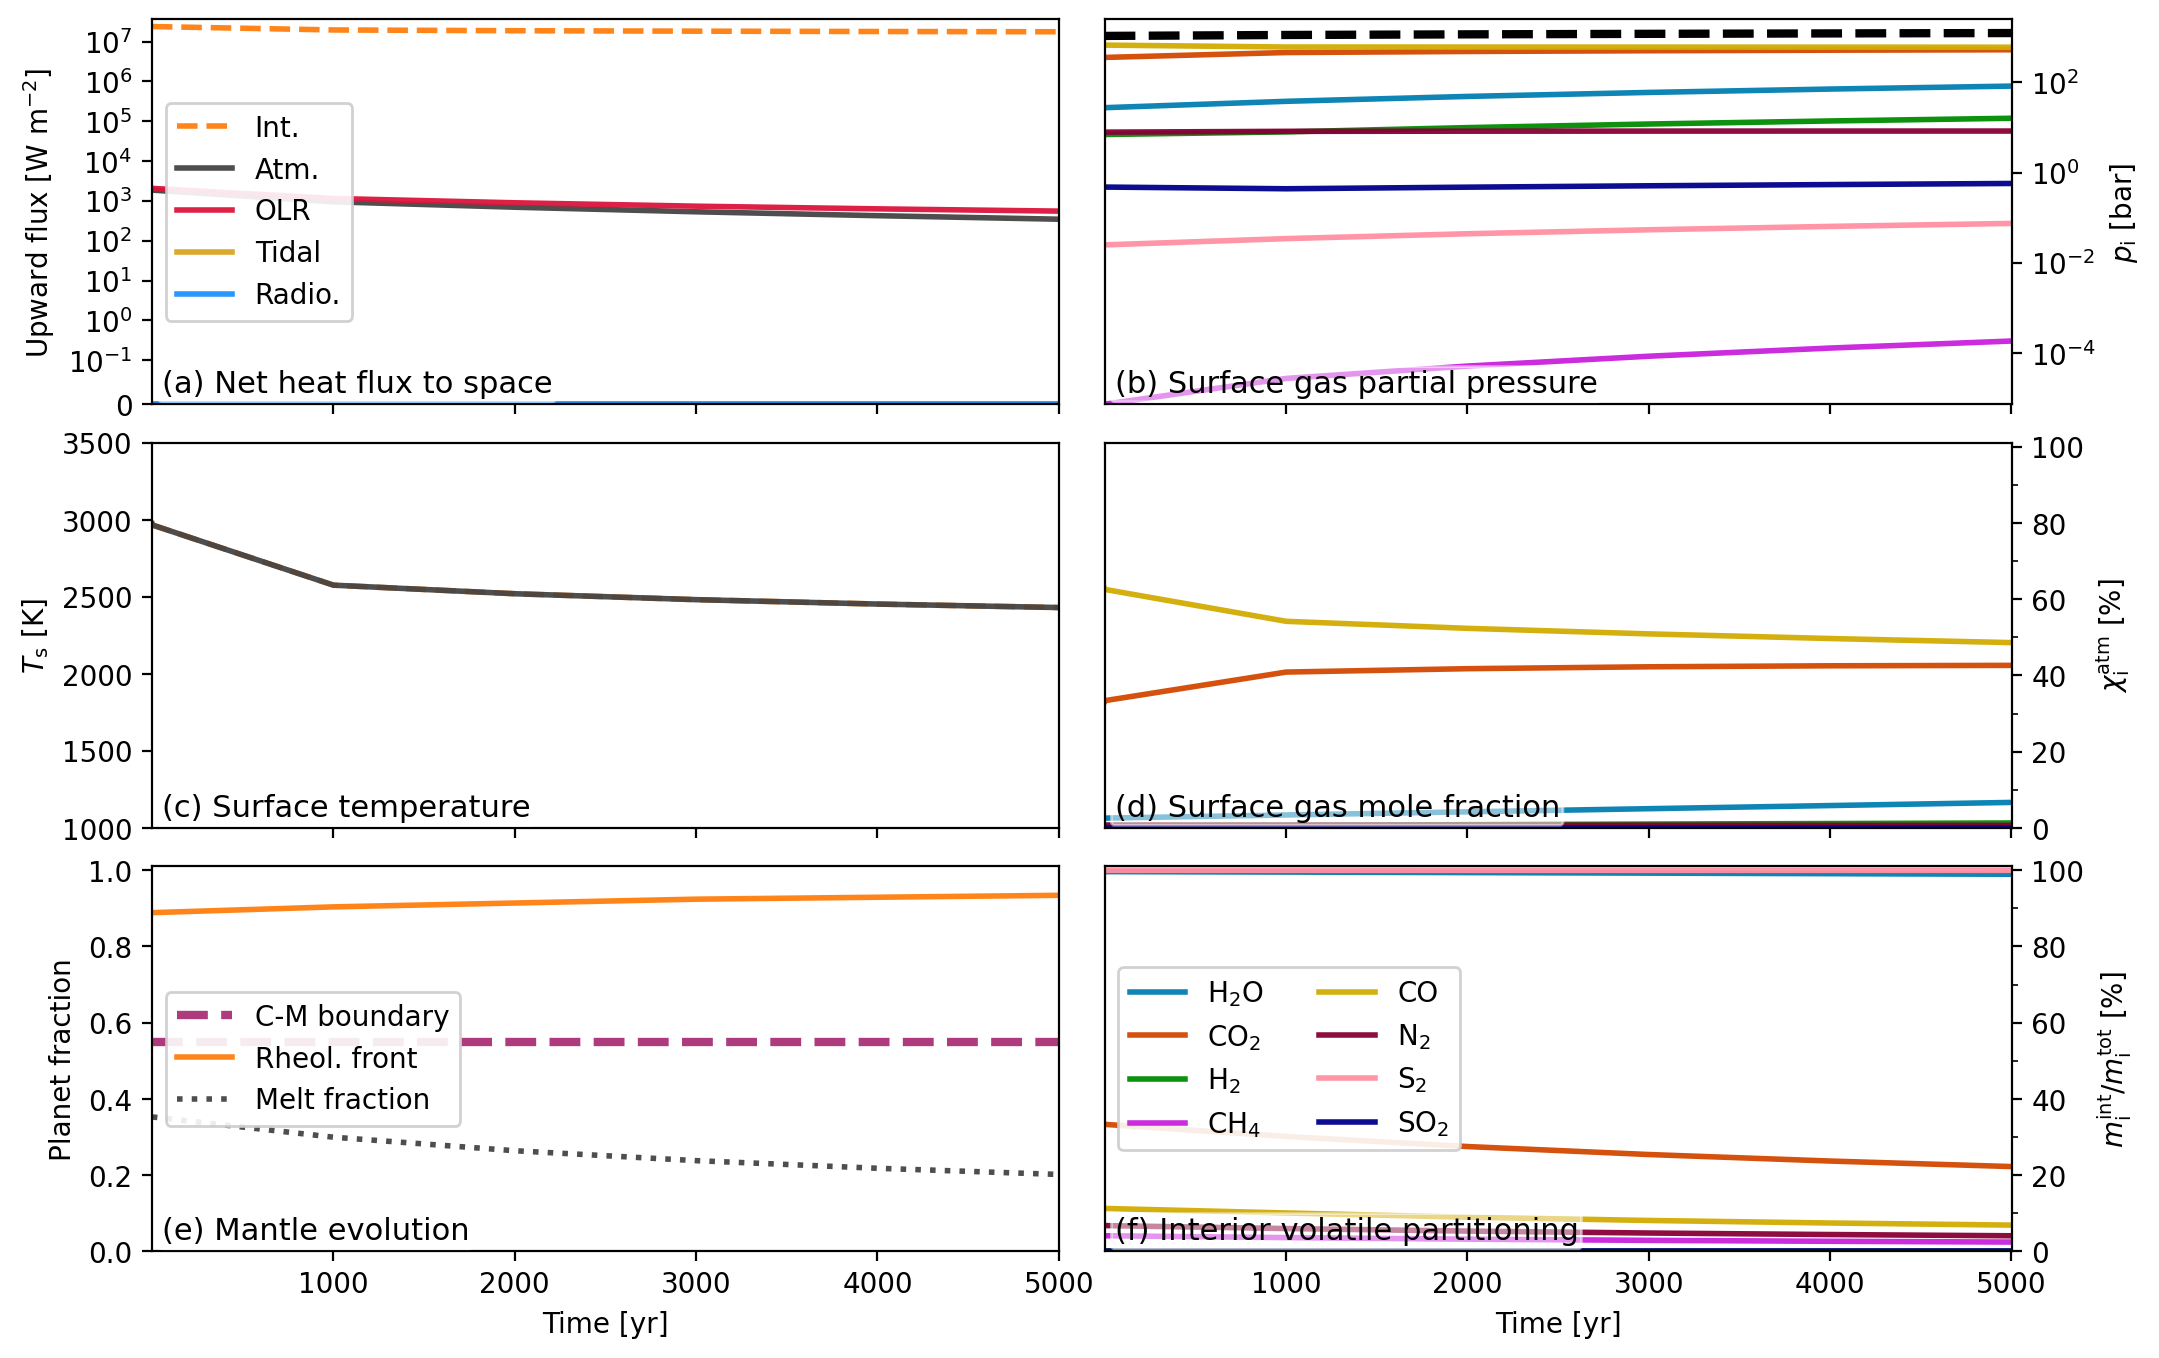 Upward flux [W m⁻²]
10⁷
10⁶
10⁵
10⁴
10³
10²
10¹
10⁰
10⁻¹
0
Int.
Atm.
OLR
Tidal
Radio.
(a) Net heat flux to space
10²
10⁰
10⁻²
10⁻⁴
pᵢ [bar]
(b) Surface gas partial pressure
Tₛ [K]
3500
3000
2500
2000
1500
1000
(c) Surface temperature
100
80
60
40
20
0
χᵢᵃᵗᵐ [%]
(d) Surface gas mole fraction
Planet fraction
1.0
0.8
0.6
0.4
0.2
0.0
C-M boundary
Rheol. front
Melt fraction
(e) Mantle evolution
1000 2000 3000 4000 5000
Time [yr]
100
80
60
40
20
0
mᵢⁱⁿᵗ/mᵢᵗᵒᵗ [%]
H₂O CO
CO₂ N₂
H₂ S₂
CH₄ SO₂
(f) Interior volatile partitioning
1000 2000 3000 4000 5000
Time [yr]